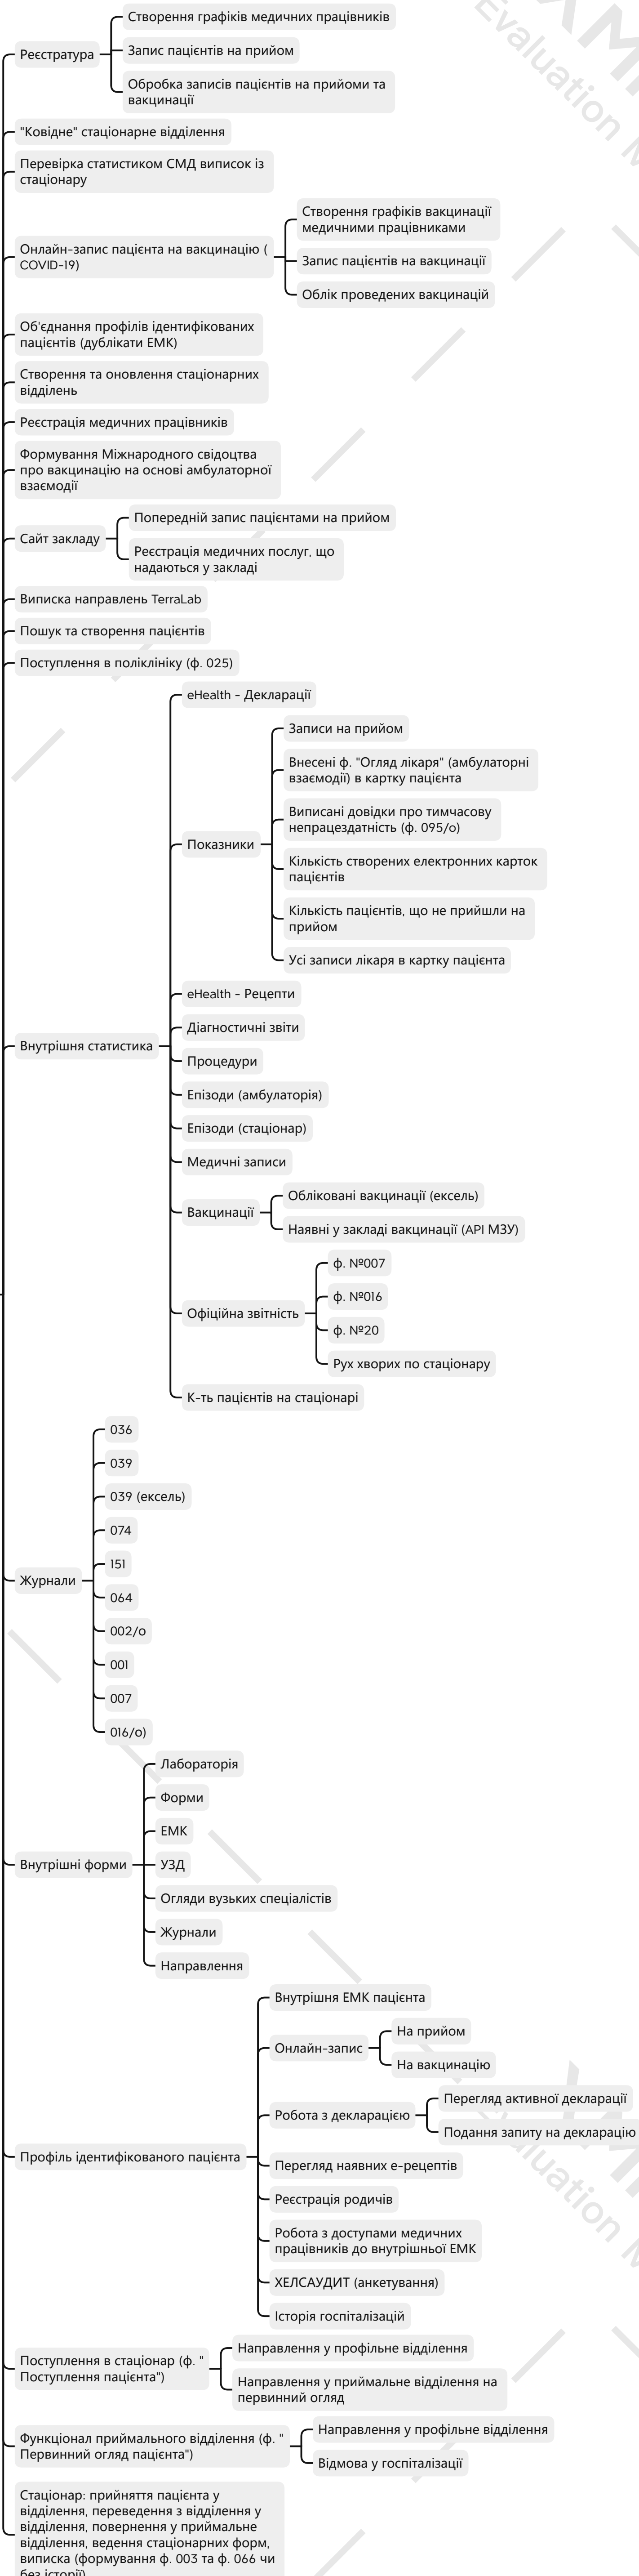 Реєстратура
Створення графіків медичних працівників
Запис пацієнтів на прийом
Обробка записів пацієнтів на прийоми та
вакцинації
"Ковідне" стаціонарне відділення
Перевірка статистиком СМД виписок із
стаціонару
Онлайн-запис пацієнта на вакцинацію (
COVID-19)
Створення графіків вакцинації
медичними працівниками
Запис пацієнтів на вакцинації
Облік проведених вакцинацій
Об'єднання профілів ідентифікованих
пацієнтів (дублікати ЕМК)
Створення та оновлення стаціонарних
відділень
Реєстрація медичних працівників
Формування Міжнародного свідоцтва
про вакцинацію на основі амбулаторної
взаємодії
Сайт закладу
Попередній запис пацієнтами на прийом
Реєстрація медичних послуг, що
надаються у закладі
Виписка направлень TerraLab
Пошук та створення пацієнтів
Поступлення в поліклініку (ф. 025)
Внутрішня статистика
eHealth - Декларації
Показники
Записи на прийом
Внесені ф. "Огляд лікаря" (амбулаторні
взаємодії) в картку пацієнта
Виписані довідки про тимчасову
непрацездатність (ф. 095/о)
Кількість створених електронних карток
пацієнтів
Кількість пацієнтів, що не прийшли на
прийом
Усі записи лікаря в картку пацієнта
eHealth - Рецепти
Діагностичні звіти
Процедури
Епізоди (амбулаторія)
Епізоди (стаціонар)
Медичні записи
Вакцинації
Обліковані вакцинації (ексель)
Наявні у закладі вакцинації (API МЗУ)
Офіційна звітність
ф. №007
ф. №016
ф. №20
Рух хворих по стаціонару
К-ть пацієнтів на стаціонарі
Журнали
036
039
039 (ексель)
074
151
064
002/о
001
007
016/о)
Внутрішні форми
Лабораторія
Форми
ЕМК
УЗД
Огляди вузьких спеціалістів
Журнали
Направлення
Профіль ідентифікованого пацієнта
Внутрішня ЕМК пацієнта
Онлайн-запис
На прийом
На вакцинацію
Робота з декларацією
Перегляд активної декларації
Подання запиту на декларацію
Перегляд наявних е-рецептів
Реєстрація родичів
Робота з доступами медичних
працівників до внутрішньої ЕМК
ХЕЛСАУДИТ (анкетування)
Історія госпіталізацій
Поступлення в стаціонар (ф. "
Поступлення пацієнта")
Направлення у профільне відділення
Направлення у приймальне відділення на
первинний огляд
Функціонал приймального відділення (ф. "
Первинний огляд пацієнта")
Направлення у профільне відділення
Відмова у госпіталізації
Стаціонар: прийняття пацієнта у
відділення, переведення з відділення у
відділення, повернення у приймальне
відділення, ведення стаціонарних форм,
виписка (формування ф. 003 та ф. 066 чи
без історії)
Evaluation